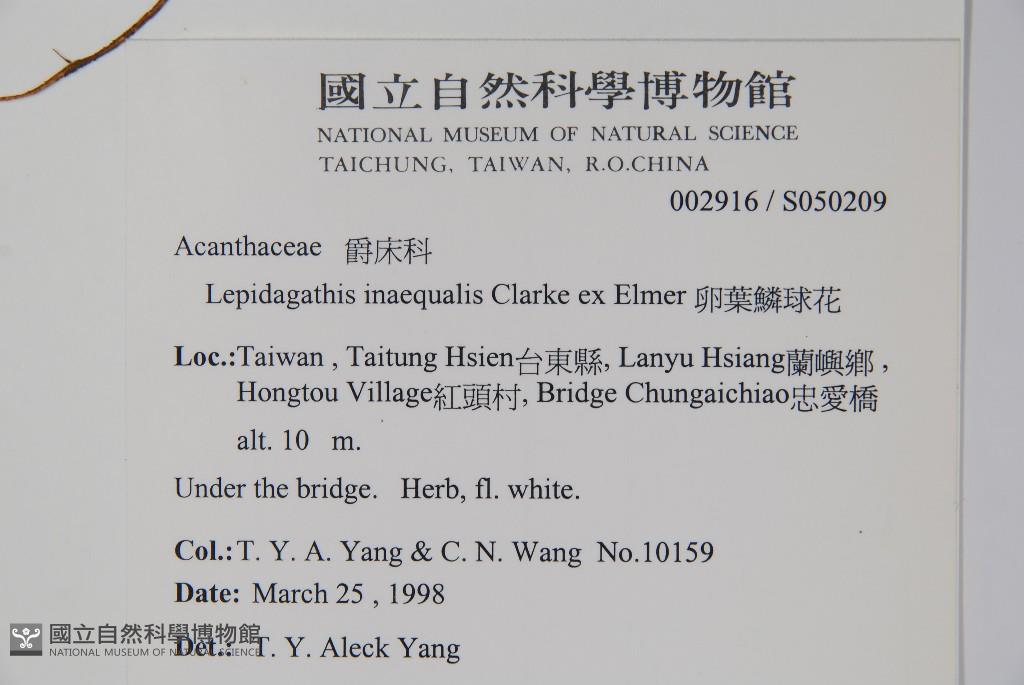 國立自然科學博物館
NATIONAL MUSEUM OF NATURAL SCIENCE
TAICHUNG, TAIWAN, R.O.CHINA
002916 / S050209
Acanthaceae 爵床科
Lepidagathis inaequalis Clarke ex Elmer 卵葉鱗球花
Loc.:Taiwan , Taitung Hsien台東縣, Lanyu Hsiang蘭嶼鄉 ,
Hongtou Village紅頭村, Bridge Chungaichiao忠愛橋
alt. 10 m.
Under the bridge. Herb, fl. white.
Col.:T. Y. A. Yang & C. N. Wang No.10159
Date: March 25 , 1998
Det.: T. Y. Aleck Yang
國立自然科學博物館
NATIONAL MUSEUM OF NATURAL SCIENCE